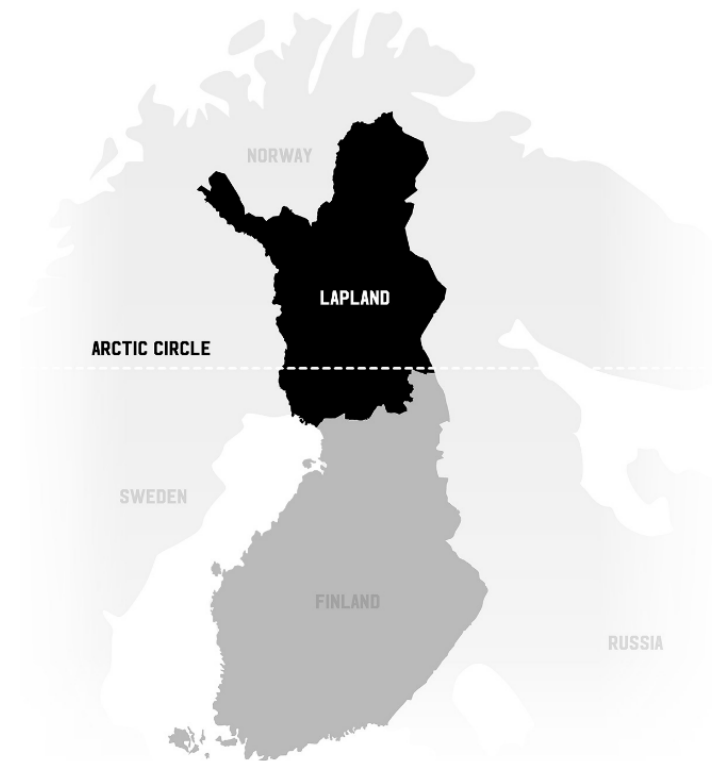 NORWAY
LAPLAND
ARCTIC CIRCLE
SWEDEN
FINLAND
RUSSIA